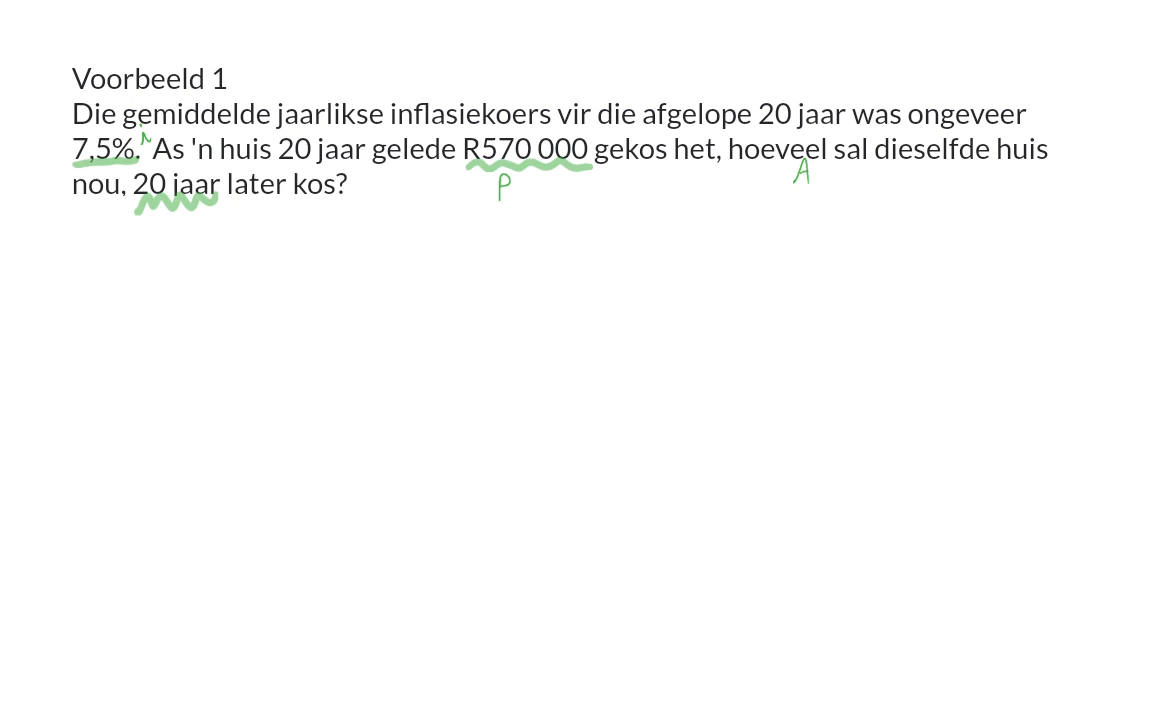 Voorbeeld 1
Die gemiddelde jaarlikse inflasiekoers vir die afgelope 20 jaar was ongeveer
7,5%. i As 'n huis 20 jaar gelede R570 000 gekos het, hoeveel sal dieselfde huis
nou, 20 jaar later kos?
P A